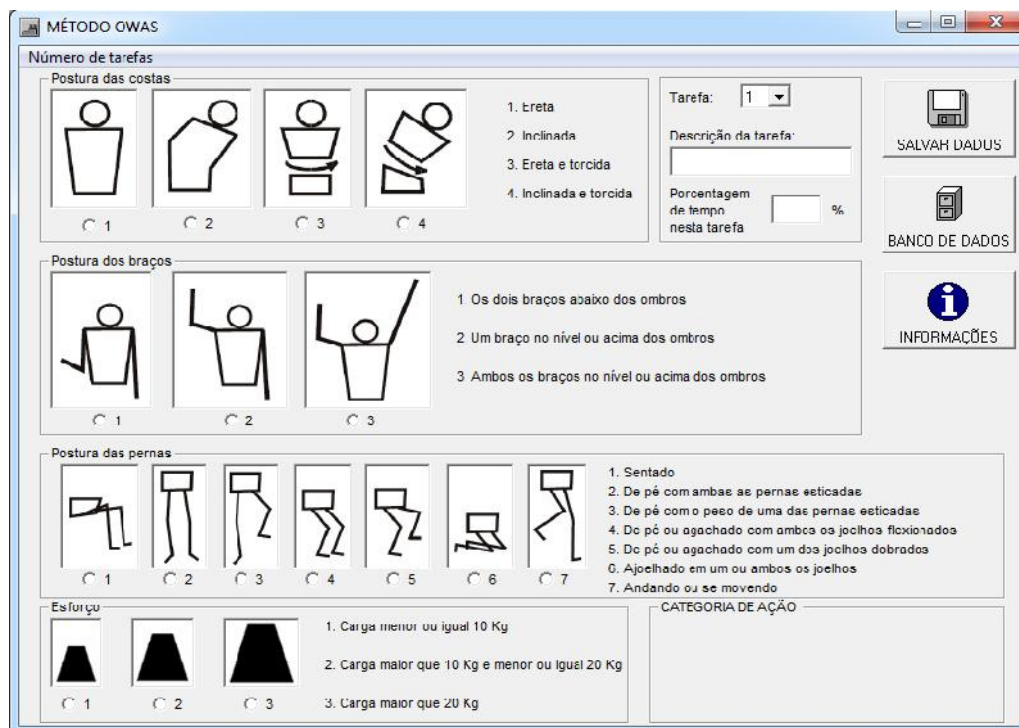 MÉTODO OWAS
Número de tarefas
Postura das costas
1. Ereta
2. Inclinada
3. Ereta e torcida
4. Inclinada e torcida
1
2
3
4
Tarefa: 1
Descrição da tarefa:
Porcentagem
de tempo
nesta tarefa
%
SALVAR DADOS
BANCO DE DADOS
INFORMAÇÕES
Postura dos braços
1 Os dois braços abaixo dos ombros
2 Um braço no nível ou acima dos ombros
3 Ambos os braços no nível ou acima dos ombros
1
2
3
Postura das pernas
1. Sentado
2. De pé com ambas as pernas esticadas
3. De pé com o peso de uma das pernas esticadas
4. De pé ou agachado com ambos os joelhos flexionados
5. De pé ou agachado com um dos joelhos dobrados
6. Ajoelhado em um ou ambos os joelhos
7. Andando ou se movendo
1
2
3
4
5
6
7
Esforço
1. Carga menor ou igual 10 Kg
2. Carga maior que 10 Kg e menor ou igual 20 Kg
3. Carga maior que 20 Kg
1
2
3
CATEGORIA DE AÇÃO